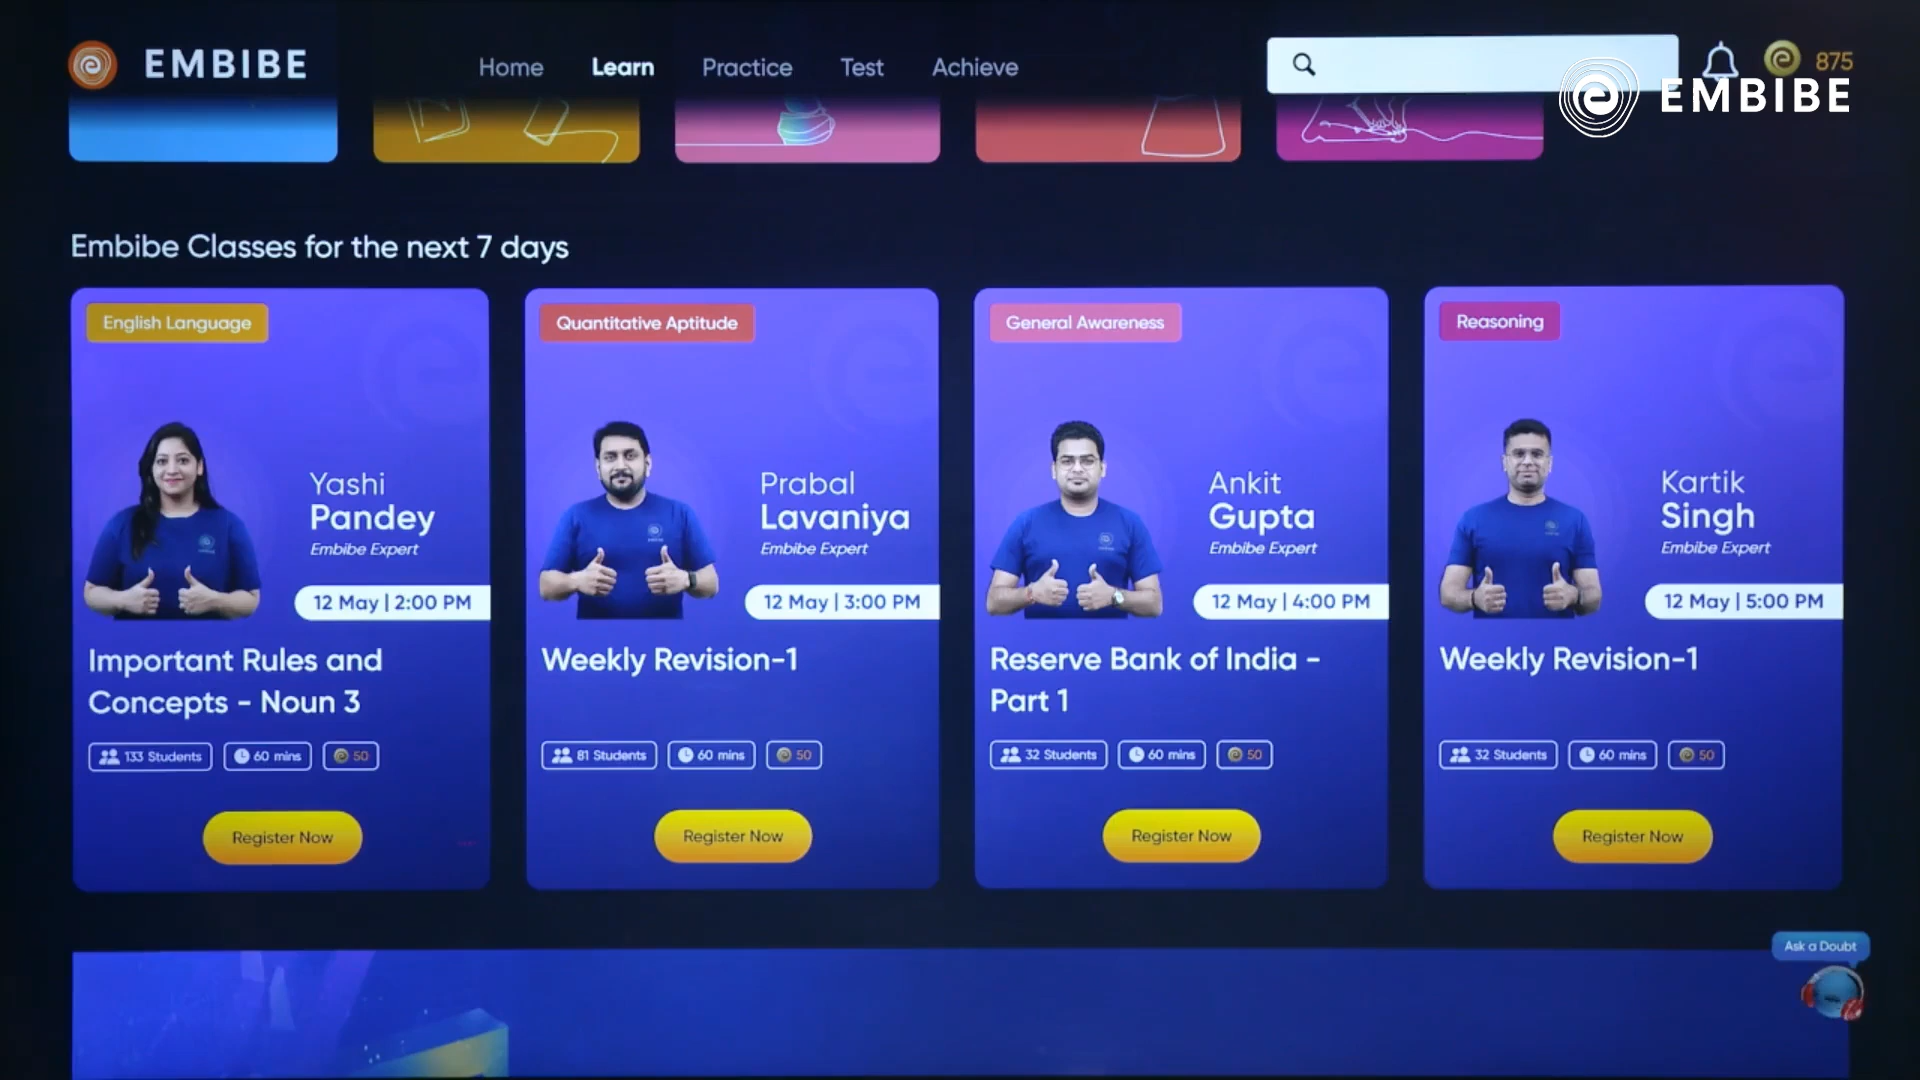 EMBIBE
Home Learn Practice Test Achieve
875
EMBIBE
Embibe Classes for the next 7 days
English Language
Yashi
Pandey
Embibe Expert
12 May | 2:00 PM
Important Rules and
Concepts - Noun 3
133 Students
60 mins
50
Register Now
Quantitative Aptitude
Prabal
Lavaniya
Embibe Expert
12 May | 3:00 PM
Weekly Revision-1
81 Students
60 mins
50
Register Now
General Awareness
Ankit
Gupta
Embibe Expert
12 May | 4:00 PM
Reserve Bank of India -
Part 1
32 Students
60 mins
50
Register Now
Reasoning
Kartik
Singh
Embibe Expert
12 May | 5:00 PM
Weekly Revision-1
32 Students
60 mins
50
Register Now
Ask a Doubt